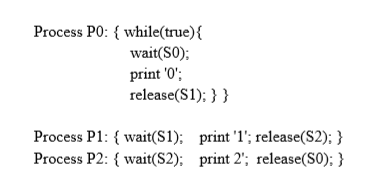 Process P0: { while(true){
wait(S0);
print '0';
release(S1); } }
Process P1: { wait(S1); print '1'; release(S2); }
Process P2: { wait(S2); print 2'; release(S0); }